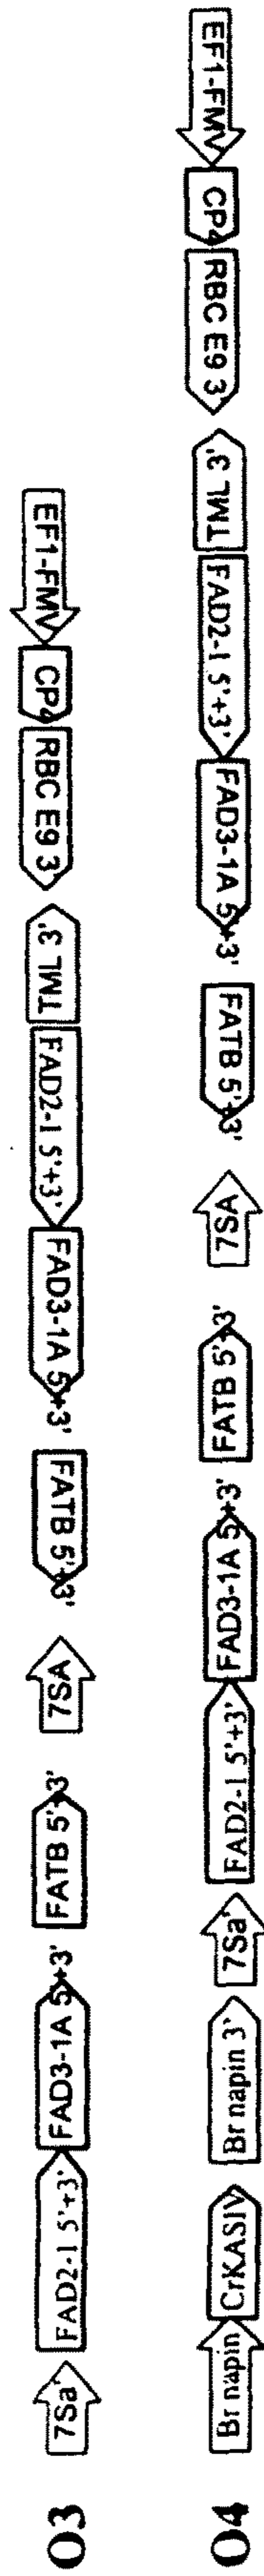 O3 7Sa' FAD2-1 5'+3' FAD3-1A 5'+3' FATB 5'+3' 7SA FATB 5'+3' FAD3-1A 5'+3' FAD2-1 5'+3' TML 3' RBC E9 3' CP4 EF1-FMV
O4 Br napin CrKASIV Br napin 3' 7Sa' FAD2-1 5'+3' FAD3-1A 5'+3' FATB 5'+3' 7SA FATB 5'+3' FAD3-1A 5'+3' FAD2-1 5'+3' TML 3' RBC E9 3' CP4 EF1-FMV